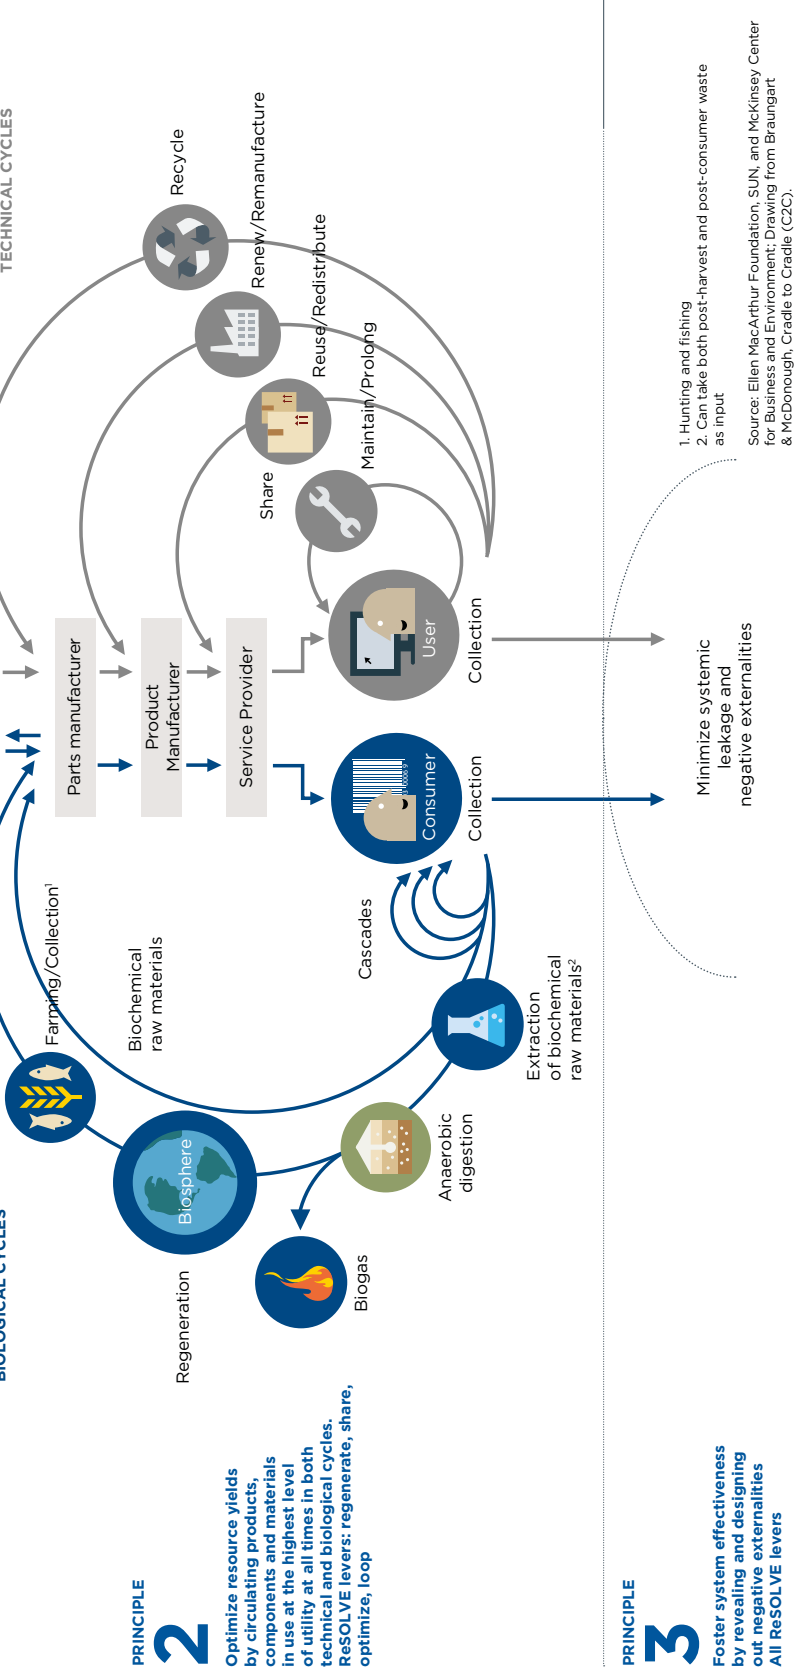 BIOLOGICAL CYCLES
TECHNICAL CYCLES
PRINCIPLE
2
Optimize resource yields
by circulating products,
components and materials
in use at the highest level
of utility at all times in both
technical and biological cycles.
ReSOLVE levers: regenerate, share,
optimize, loop
Farming/Collection¹
Biochemical
raw materials
Regeneration
Biosphere
Biogas
Anaerobic
digestion
Extraction
of biochemical
raw materials²
Cascades
Parts manufacturer
Product
Manufacturer
Service Provider
Consumer
Collection
User
Collection
Share
Maintain/Prolong
Reuse/Redistribute
Renew/Remanufacture
Recycle
PRINCIPLE
3
Foster system effectiveness
by revealing and designing
out negative externalities
All ReSOLVE levers
Minimize systemic
leakage and
negative externalities
1. Hunting and fishing
2. Can take both post-harvest and post-consumer waste
as input
Source: Ellen MacArthur Foundation, SUN, and McKinsey Center
for Business and Environment; Drawing from Braungart
& McDonough, Cradle to Cradle (C2C).